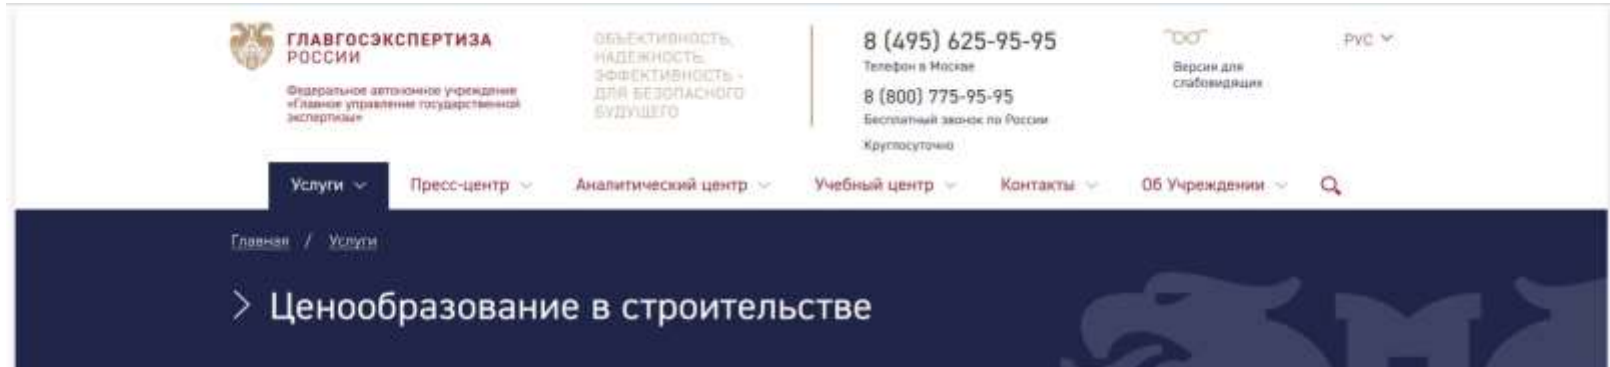 ГЛАВГОСЭКСПЕРТИЗА
РОССИИ
Федеральное автономное учреждение
«Главное управление государственной
экспертизы»
ОБЪЕКТИВНОСТЬ,
НАДЕЖНОСТЬ,
ЭФФЕКТИВНОСТЬ -
ДЛЯ БЕЗОПАСНОГО
БУДУЩЕГО
8 (495) 625-95-95
Телефон в Москве
8 (800) 775-95-95
Бесплатный звонок по России
Круглосуточно
Версия для
слабовидящих
РУС
Услуги Пресс-центр Аналитический центр Учебный центр Контакты Об Учреждении
Главная / Услуги
> Ценообразование в строительстве